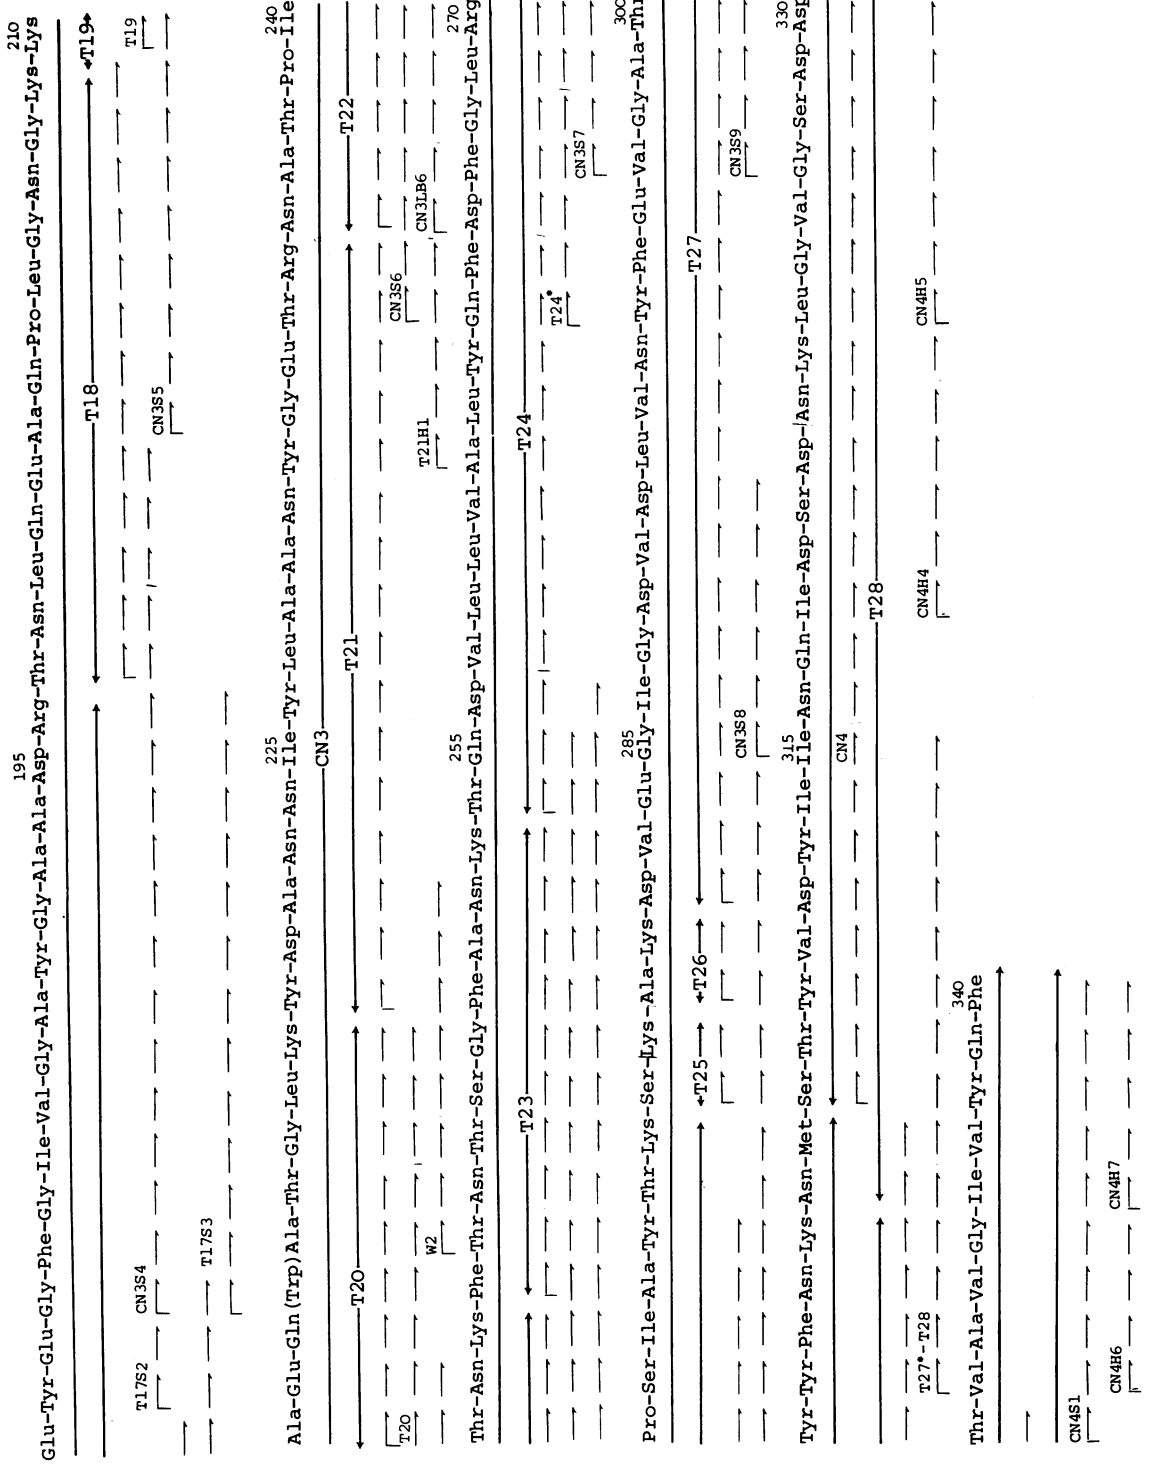 195 210
Glu-Tyr-Glu-Gly-Phe-Gly-Ile-Val-Gly-Ala-Tyr-Gly-Ala-Ala-Asp-Arg-Thr-Asn-Leu-Gln-Glu-Ala-Gln-Pro-Leu-Gly-Asn-Gly-Lys-Lys
T18 T19
T19
T17S2 CN3S4 CN3S5
T17S3
225 240
Ala-Glu-Gln(Trp)Ala-Thr-Gly-Leu-Lys-Tyr-Asp-Ala-Asn-Asn-Ile-Tyr-Leu-Ala-Ala-Asn-Tyr-Gly-Glu-Thr-Arg-Asn-Ala-Thr-Pro-Ile
CN3
T20 T21 T22
T20 CN3S6
W2 T21H1 CN3LB6
255 270
Thr-Asn-Lys-Phe-Thr-Asn-Thr-Ser-Gly-Phe-Ala-Asn-Lys-Thr-Gln-Asp-Val-Leu-Leu-Val-Ala-Leu-Tyr-Gln-Phe-Asp-Phe-Gly-Leu-Arg
T23 T24
T24*
CN3S7
285 300
Pro-Ser-Ile-Ala-Tyr-Thr-Lys-Ser-Lys-Ala-Lys-Asp-Val-Glu-Gly-Ile-Gly-Asp-Val-Asp-Leu-Val-Asn-Tyr-Phe-Glu-Val-Gly-Ala-Thr
T25 T26 T27
CN3S8 CN3S9
315 330
Tyr-Tyr-Phe-Asn-Lys-Asn-Met-Ser-Thr-Tyr-Val-Asp-Tyr-Ile-Ile-Asn-Gln-Ile-Asp-Ser-Asp-Asn-Lys-Leu-Gly-Val-Gly-Ser-Asp-Asp
CN4
T28
T27*-T28 CN4H4 CN4H5
340
Thr-Val-Ala-Val-Gly-Ile-Val-Tyr-Gln-Phe
CN4S1
CN4H6 CN4H7